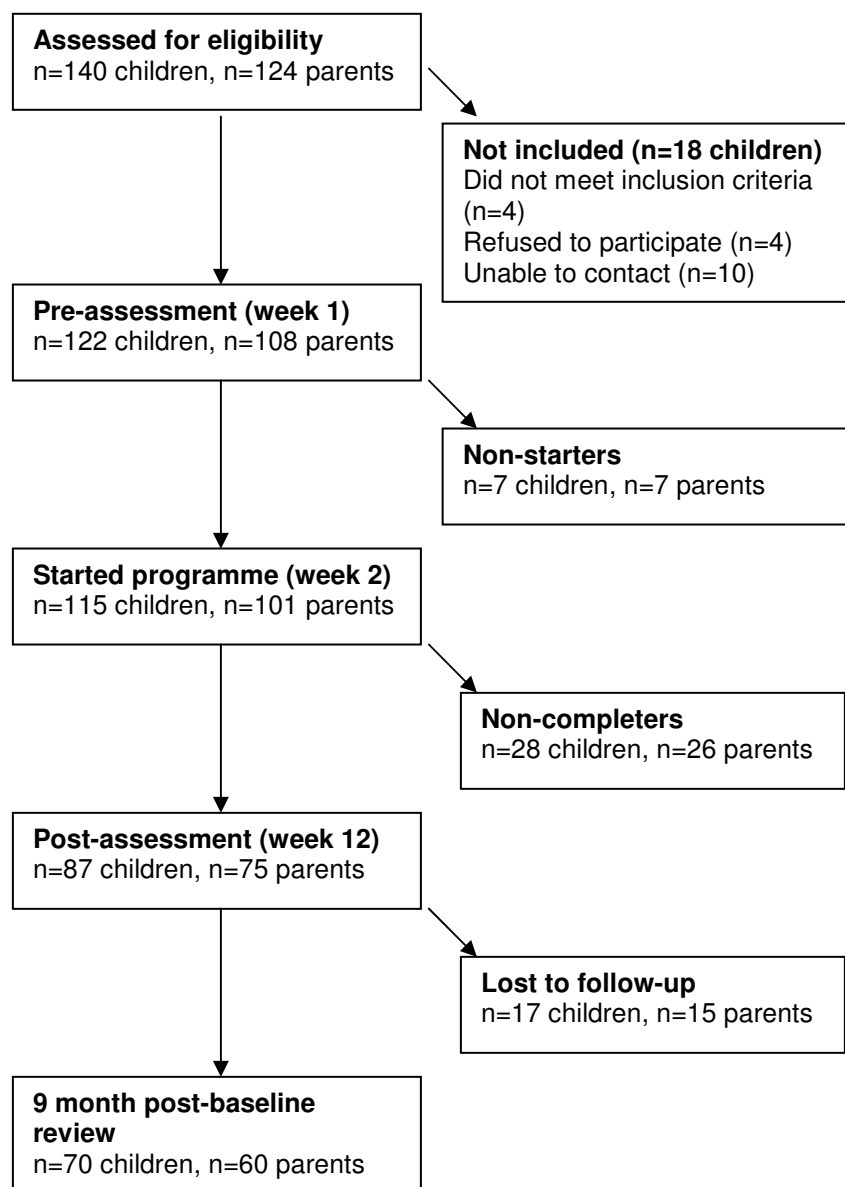 Assessed for eligibility
n=140 children, n=124 parents
Not included (n=18 children)
Did not meet inclusion criteria
(n=4)
Refused to participate (n=4)
Unable to contact (n=10)
Pre-assessment (week 1)
n=122 children, n=108 parents
Non-starters
n=7 children, n=7 parents
Started programme (week 2)
n=115 children, n=101 parents
Non-completers
n=28 children, n=26 parents
Post-assessment (week 12)
n=87 children, n=75 parents
Lost to follow-up
n=17 children, n=15 parents
9 month post-baseline
review
n=70 children, n=60 parents